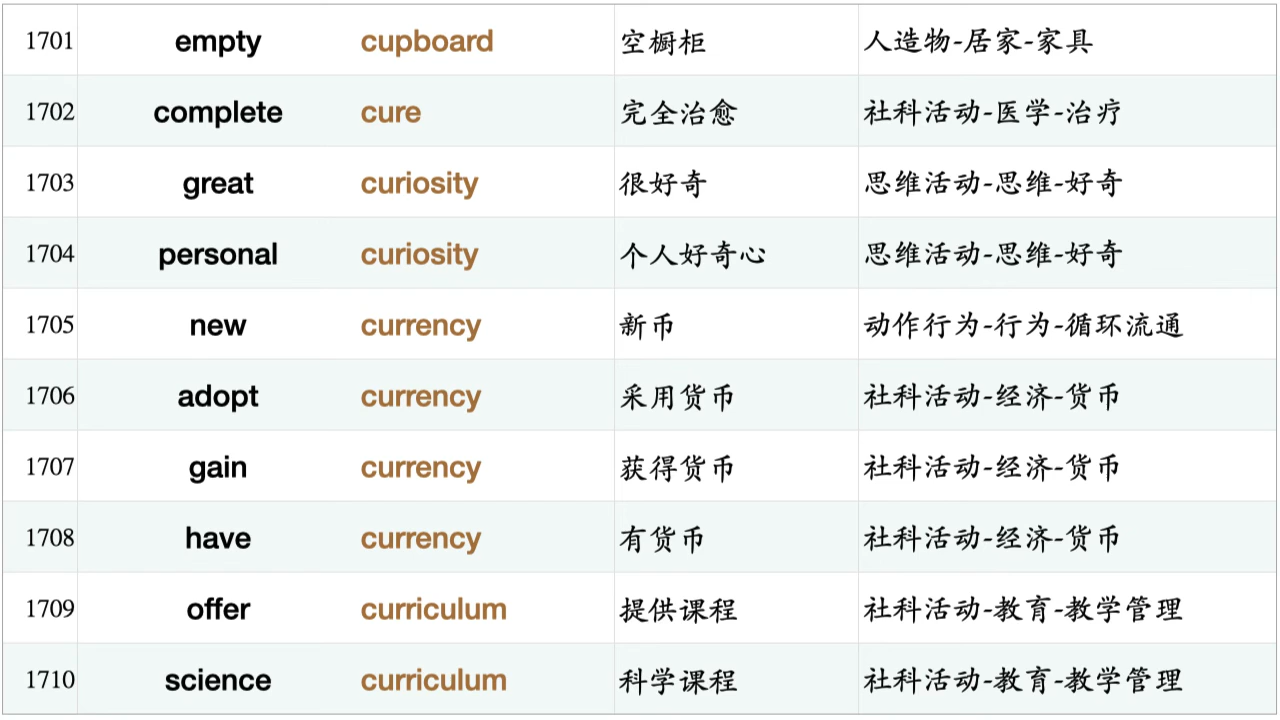 1701 empty cupboard 空橱柜 人造物-居家-家具
1702 complete cure 完全治愈 社科活动-医学-治疗
1703 great curiosity 很好奇 思维活动-思维-好奇
1704 personal curiosity 个人好奇心 思维活动-思维-好奇
1705 new currency 新币 动作行为-行为-循环流通
1706 adopt currency 采用货币 社科活动-经济-货币
1707 gain currency 获得货币 社科活动-经济-货币
1708 have currency 有货币 社科活动-经济-货币
1709 offer curriculum 提供课程 社科活动-教育-教学管理
1710 science curriculum 科学课程 社科活动-教育-教学管理